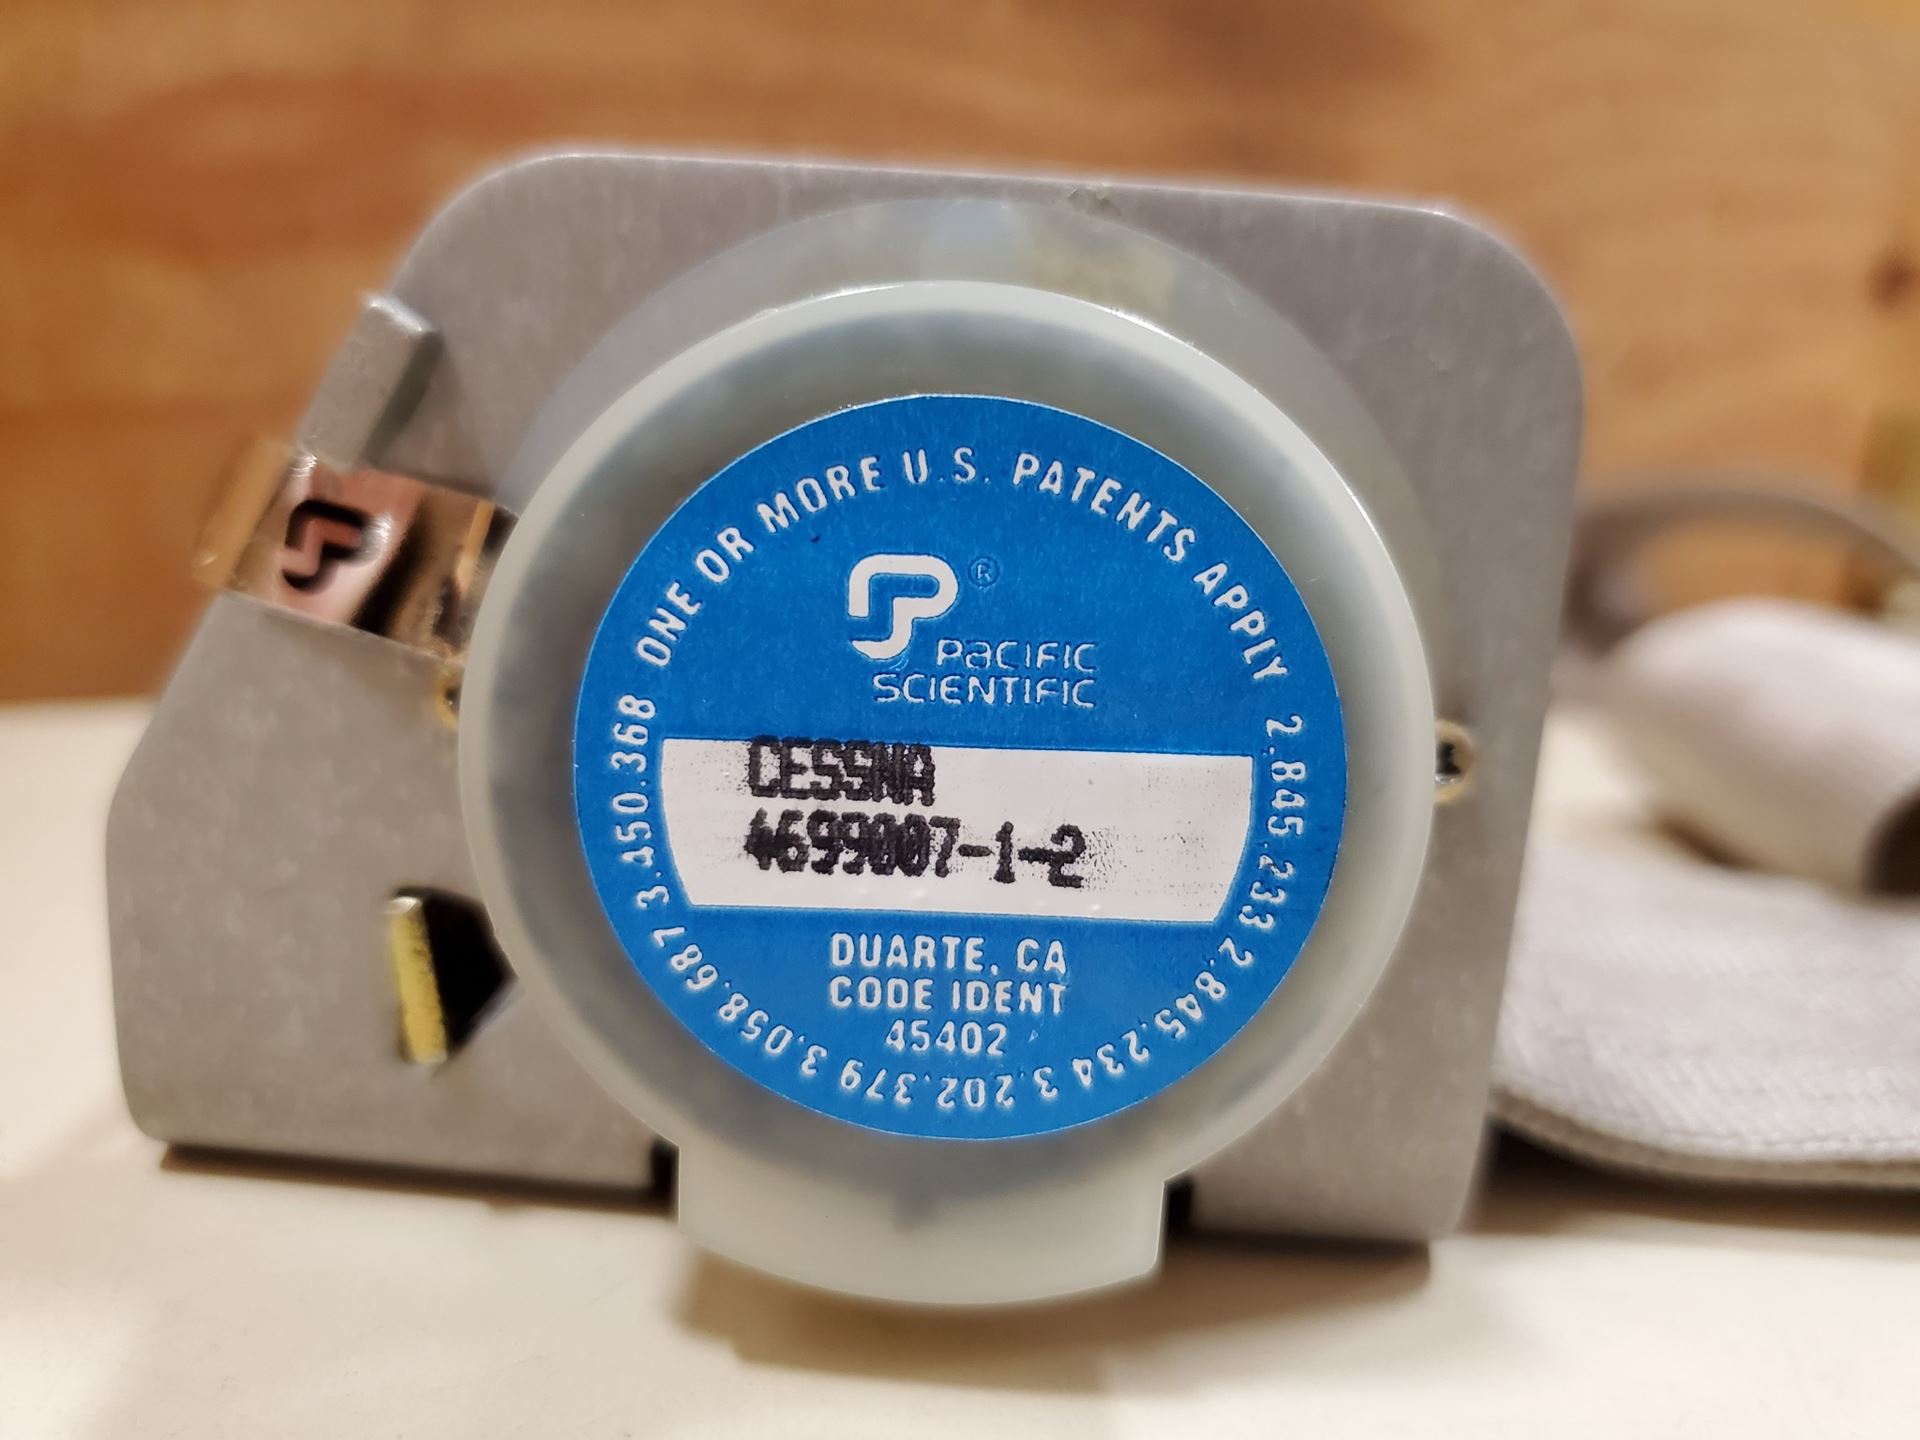 ONE OR MORE U.S. PATENTS APPLY 2.845.233 2.845.234 3.202.379 3.058.687 3.450.368
®
PACIFIC
SCIENTIFIC
CESSNA
4699007-1-2
DUARTE, CA
CODE IDENT
45402